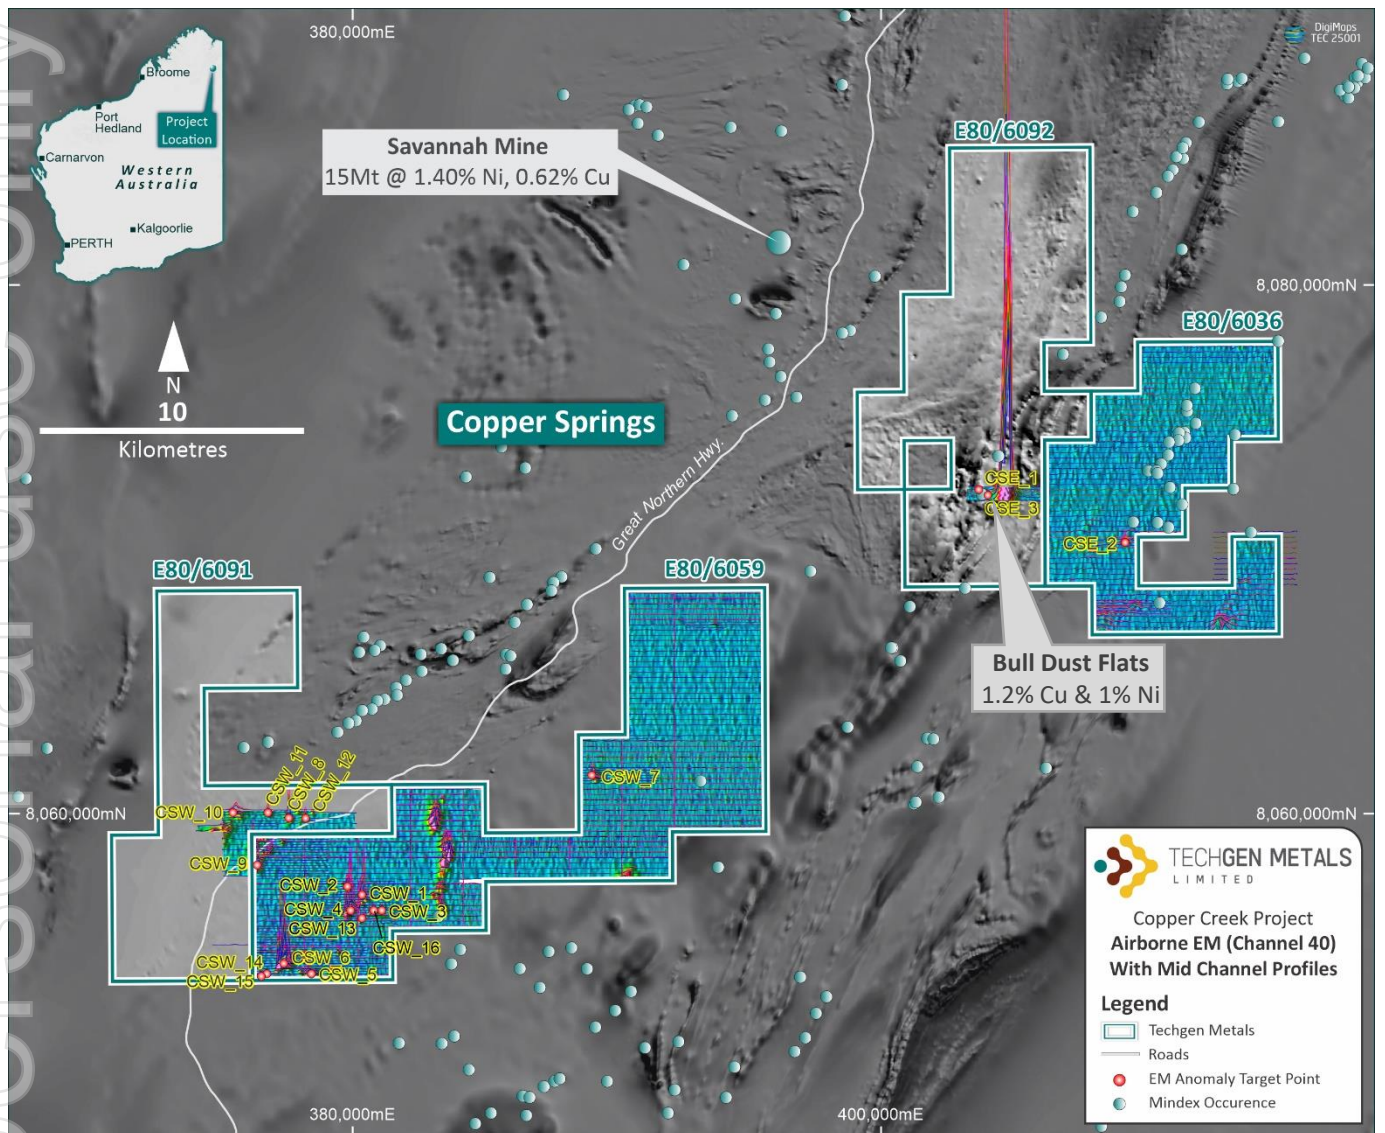 380,000mE
DigiMaps
TEC 25001
Broome
Port
Hedland
Project
Location
Carnarvon
Western
Australia
Kalgoorlie
PERTH
E80/6092
Savannah Mine
15Mt @ 1.40% Ni, 0.62% Cu
8,080,000mN
E80/6036
N
10
Kilometres
Copper Springs
Great Northern Hwy.
CSE_1
CSE_3
CSE_2
E80/6091
E80/6059
Bull Dust Flats
1.2% Cu & 1% Ni
CSW_11
CSW_8
CSW_12
CSW_7
CSW_10
8,060,000mN
8,060,000mN
CSW_9
CSW_2
CSW_1
CSW_4
CSW_3
CSW_13
CSW_16
CSW_14
CSW_6
CSW_15
CSW_5
TECHGEN METALS
LIMITED
Copper Creek Project
Airborne EM (Channel 40)
With Mid Channel Profiles
Legend
Techgen Metals
Roads
EM Anomaly Target Point
Mindex Occurence
380,000mE
400,000mE